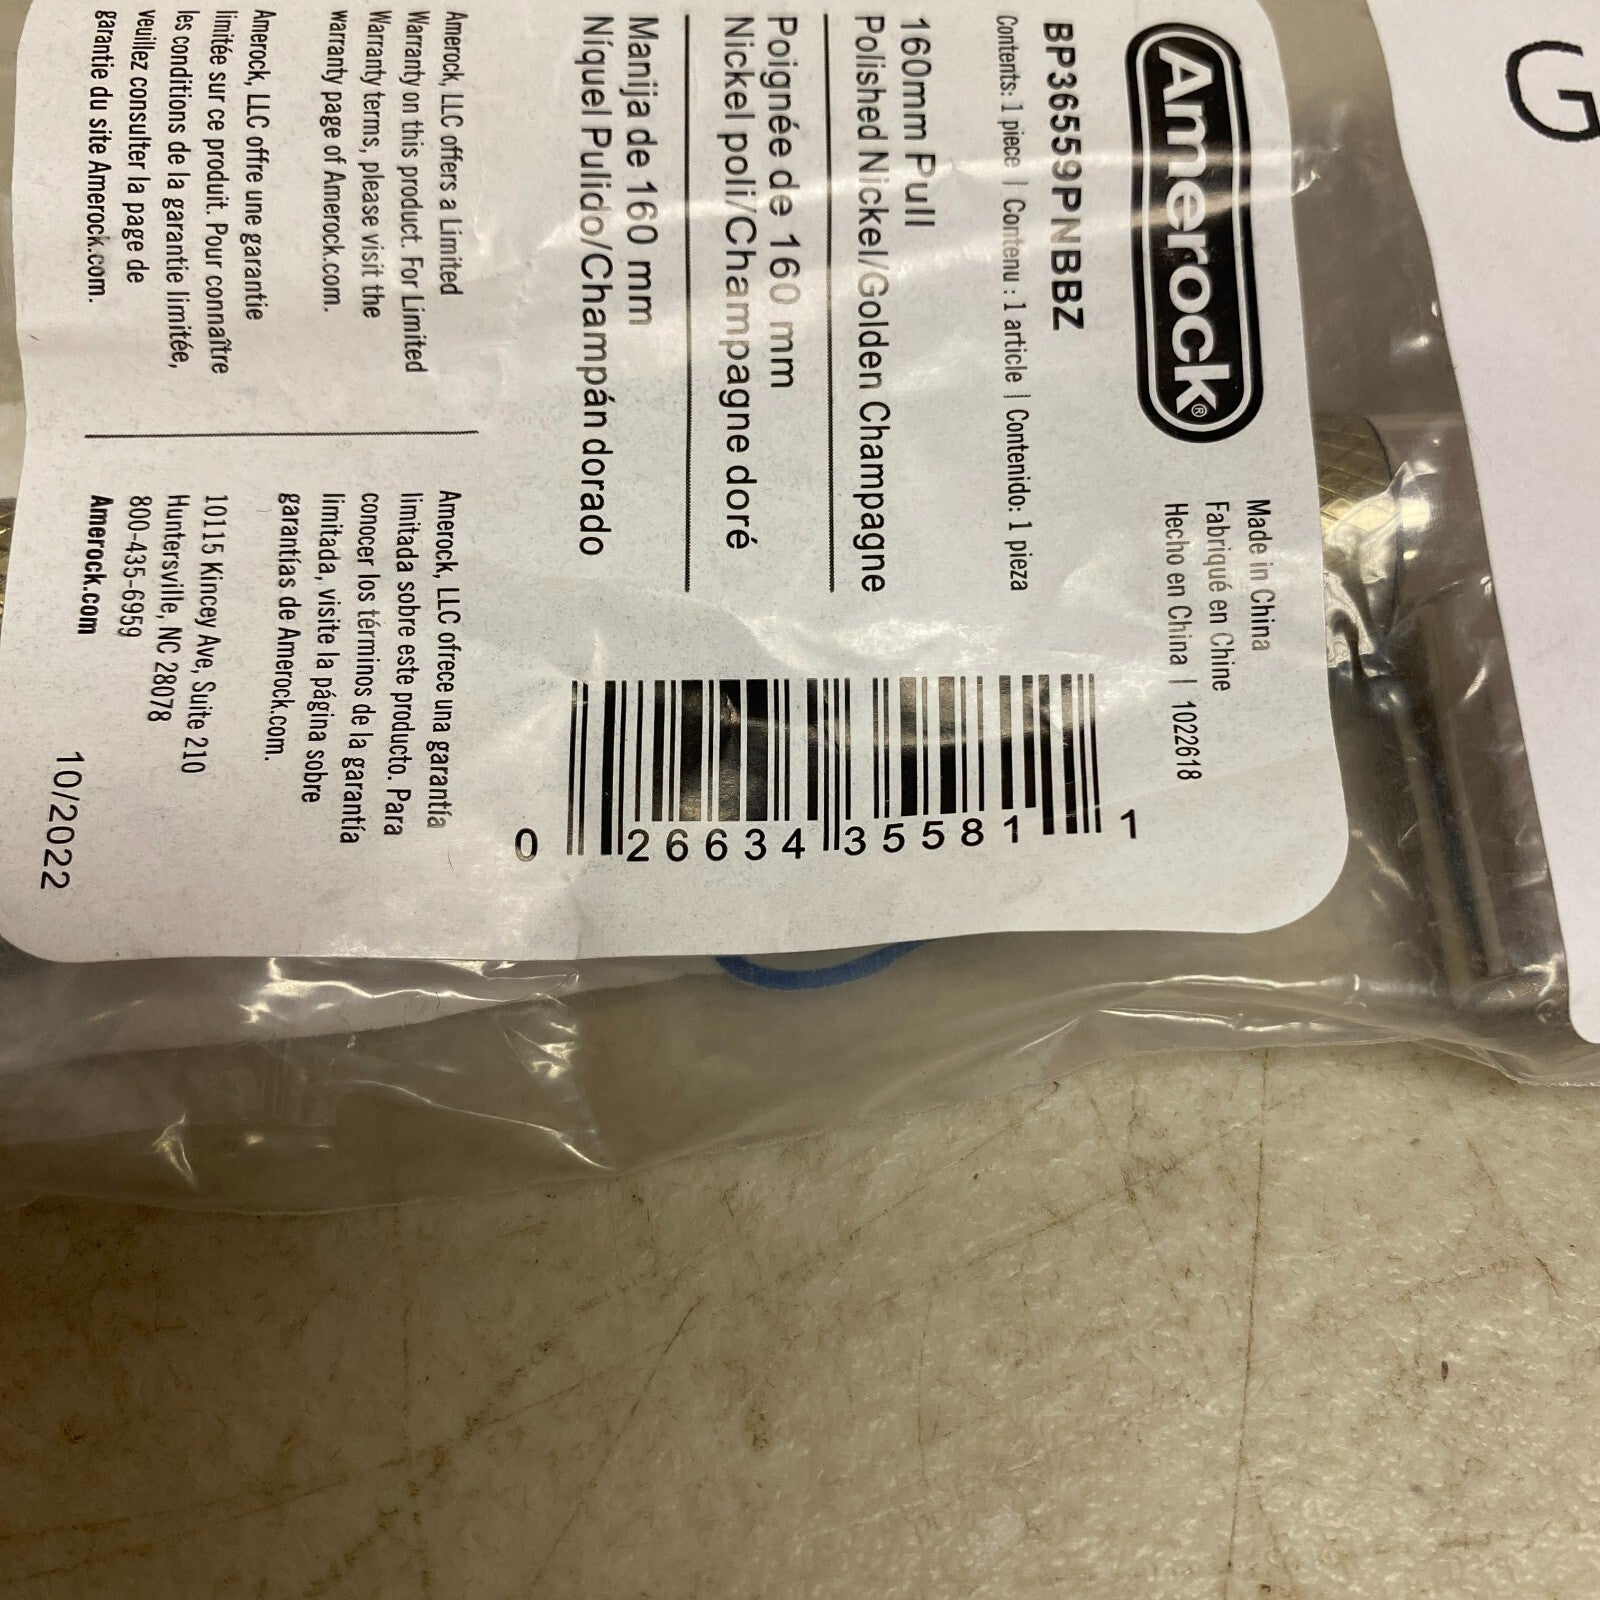 G
Amerock®
Made in China
Fabriqué en Chine
Hecho en China | 1022618
BP36559PNBBZ
Contents: 1 piece | Contenu : 1 article | Contenido: 1 pieza
160mm Pull
Polished Nickel/Golden Champagne
Poignée de 160 mm
Nickel poli/Champagne doré
Manija de 160 mm
Níquel Pulido/Champán dorado
0 26634 35581 1
Amerock, LLC offers a Limited
Warranty on this product. For Limited
Warranty terms, please visit the
warranty page of Amerock.com.
Amerock, LLC offre une garantie
limitée sur ce produit. Pour connaître
les conditions de la garantie limitée,
veuillez consulter la page de
garantie du site Amerock.com.
Amerock, LLC ofrece una garantía
limitada sobre este producto. Para
conocer los términos de la garantía
limitada, visite la página sobre
garantías de Amerock.com.
10115 Kincey Ave, Suite 210
Huntersville, NC 28078
800-435-6959
Amerock.com
10/2022